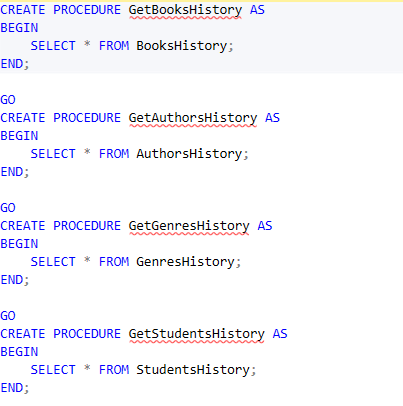 CREATE PROCEDURE GetBooksHistory AS
BEGIN
    SELECT * FROM BooksHistory;
END;

GO
CREATE PROCEDURE GetAuthorsHistory AS
BEGIN
    SELECT * FROM AuthorsHistory;
END;

GO
CREATE PROCEDURE GetGenresHistory AS
BEGIN
    SELECT * FROM GenresHistory;
END;

GO
CREATE PROCEDURE GetStudentsHistory AS
BEGIN
    SELECT * FROM StudentsHistory;
END;